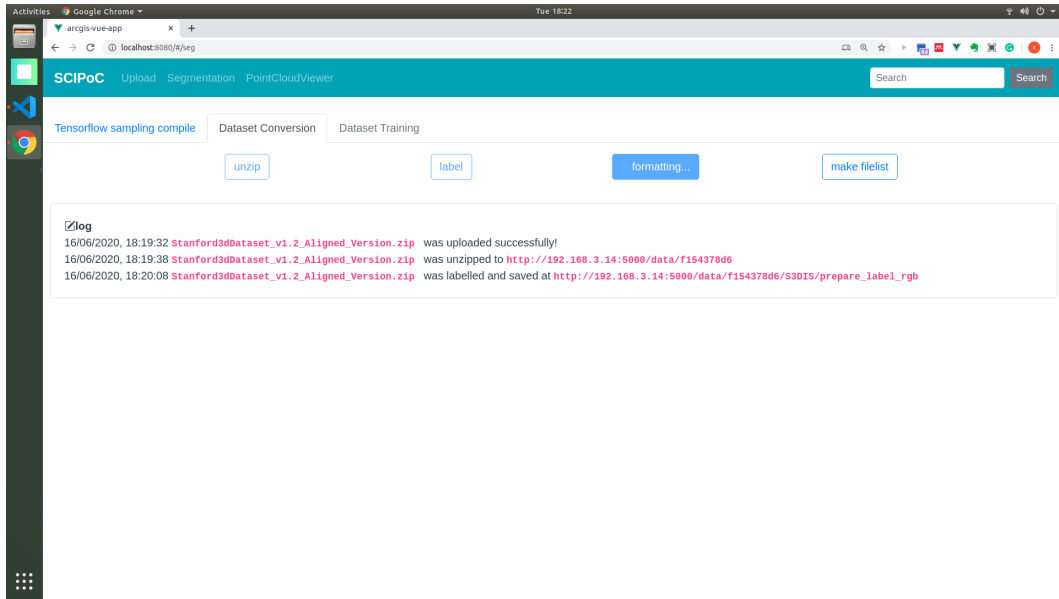 Activities Google Chrome Tue 18:22
arcgis-vue-app
localhost:8080/#/seg
SCIPoC Upload Segmentation PointCloudViewer Search Search
Tensorflow sampling compile Dataset Conversion Dataset Training
unzip label formatting... make filelist
log
16/06/2020, 18:19:32 Stanford3dDataset_v1.2_Aligned_Version.zip was uploaded successfully!
16/06/2020, 18:19:38 Stanford3dDataset_v1.2_Aligned_Version.zip was unzipped to http://192.168.3.14:5000/data/f154378d6
16/06/2020, 18:20:08 Stanford3dDataset_v1.2_Aligned_Version.zip was labelled and saved at http://192.168.3.14:5000/data/f154378d6/S3DIS/prepare_label_rgb